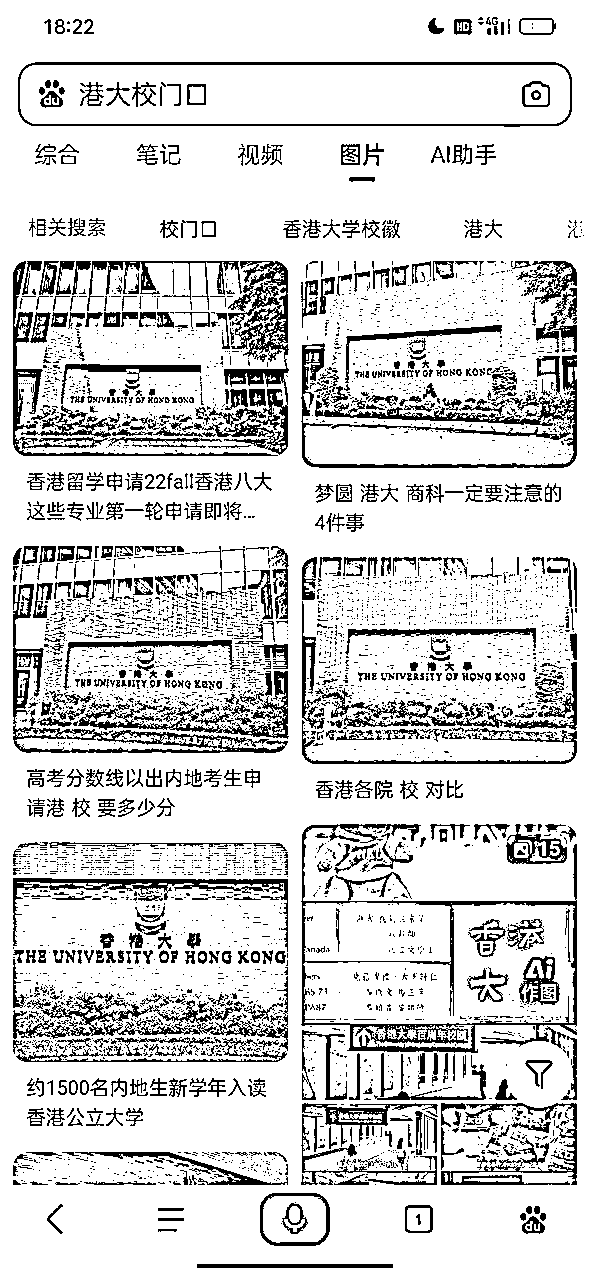 18:22
HD 4G
du 港大校门口
综合 笔记 视频 图片 AI助手
相关搜索 校门口 香港大学校徽 港大
香港大學
THE UNIVERSITY OF HONG KONG
香港留学申请22fall香港八大
这些专业第一轮申请即将...
香港大學
THE UNIVERSITY OF HONG KONG
梦圆 港大 商科一定要注意的
4件事
香港大學
THE UNIVERSITY OF HONG KONG
高考分数线以出内地考生申
请港 校 要多少分
香港大學
THE UNIVERSITY OF HONG KONG
香港各院 校 对比
香港大學
THE UNIVERSITY OF HONG KONG
约1500名内地生新学年入读
香港公立大学
15
香港
大
Ai
作图
1
du